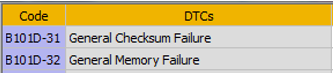 Code DTCs
B101D-31 General Checksum Failure
B101D-32 General Memory Failure